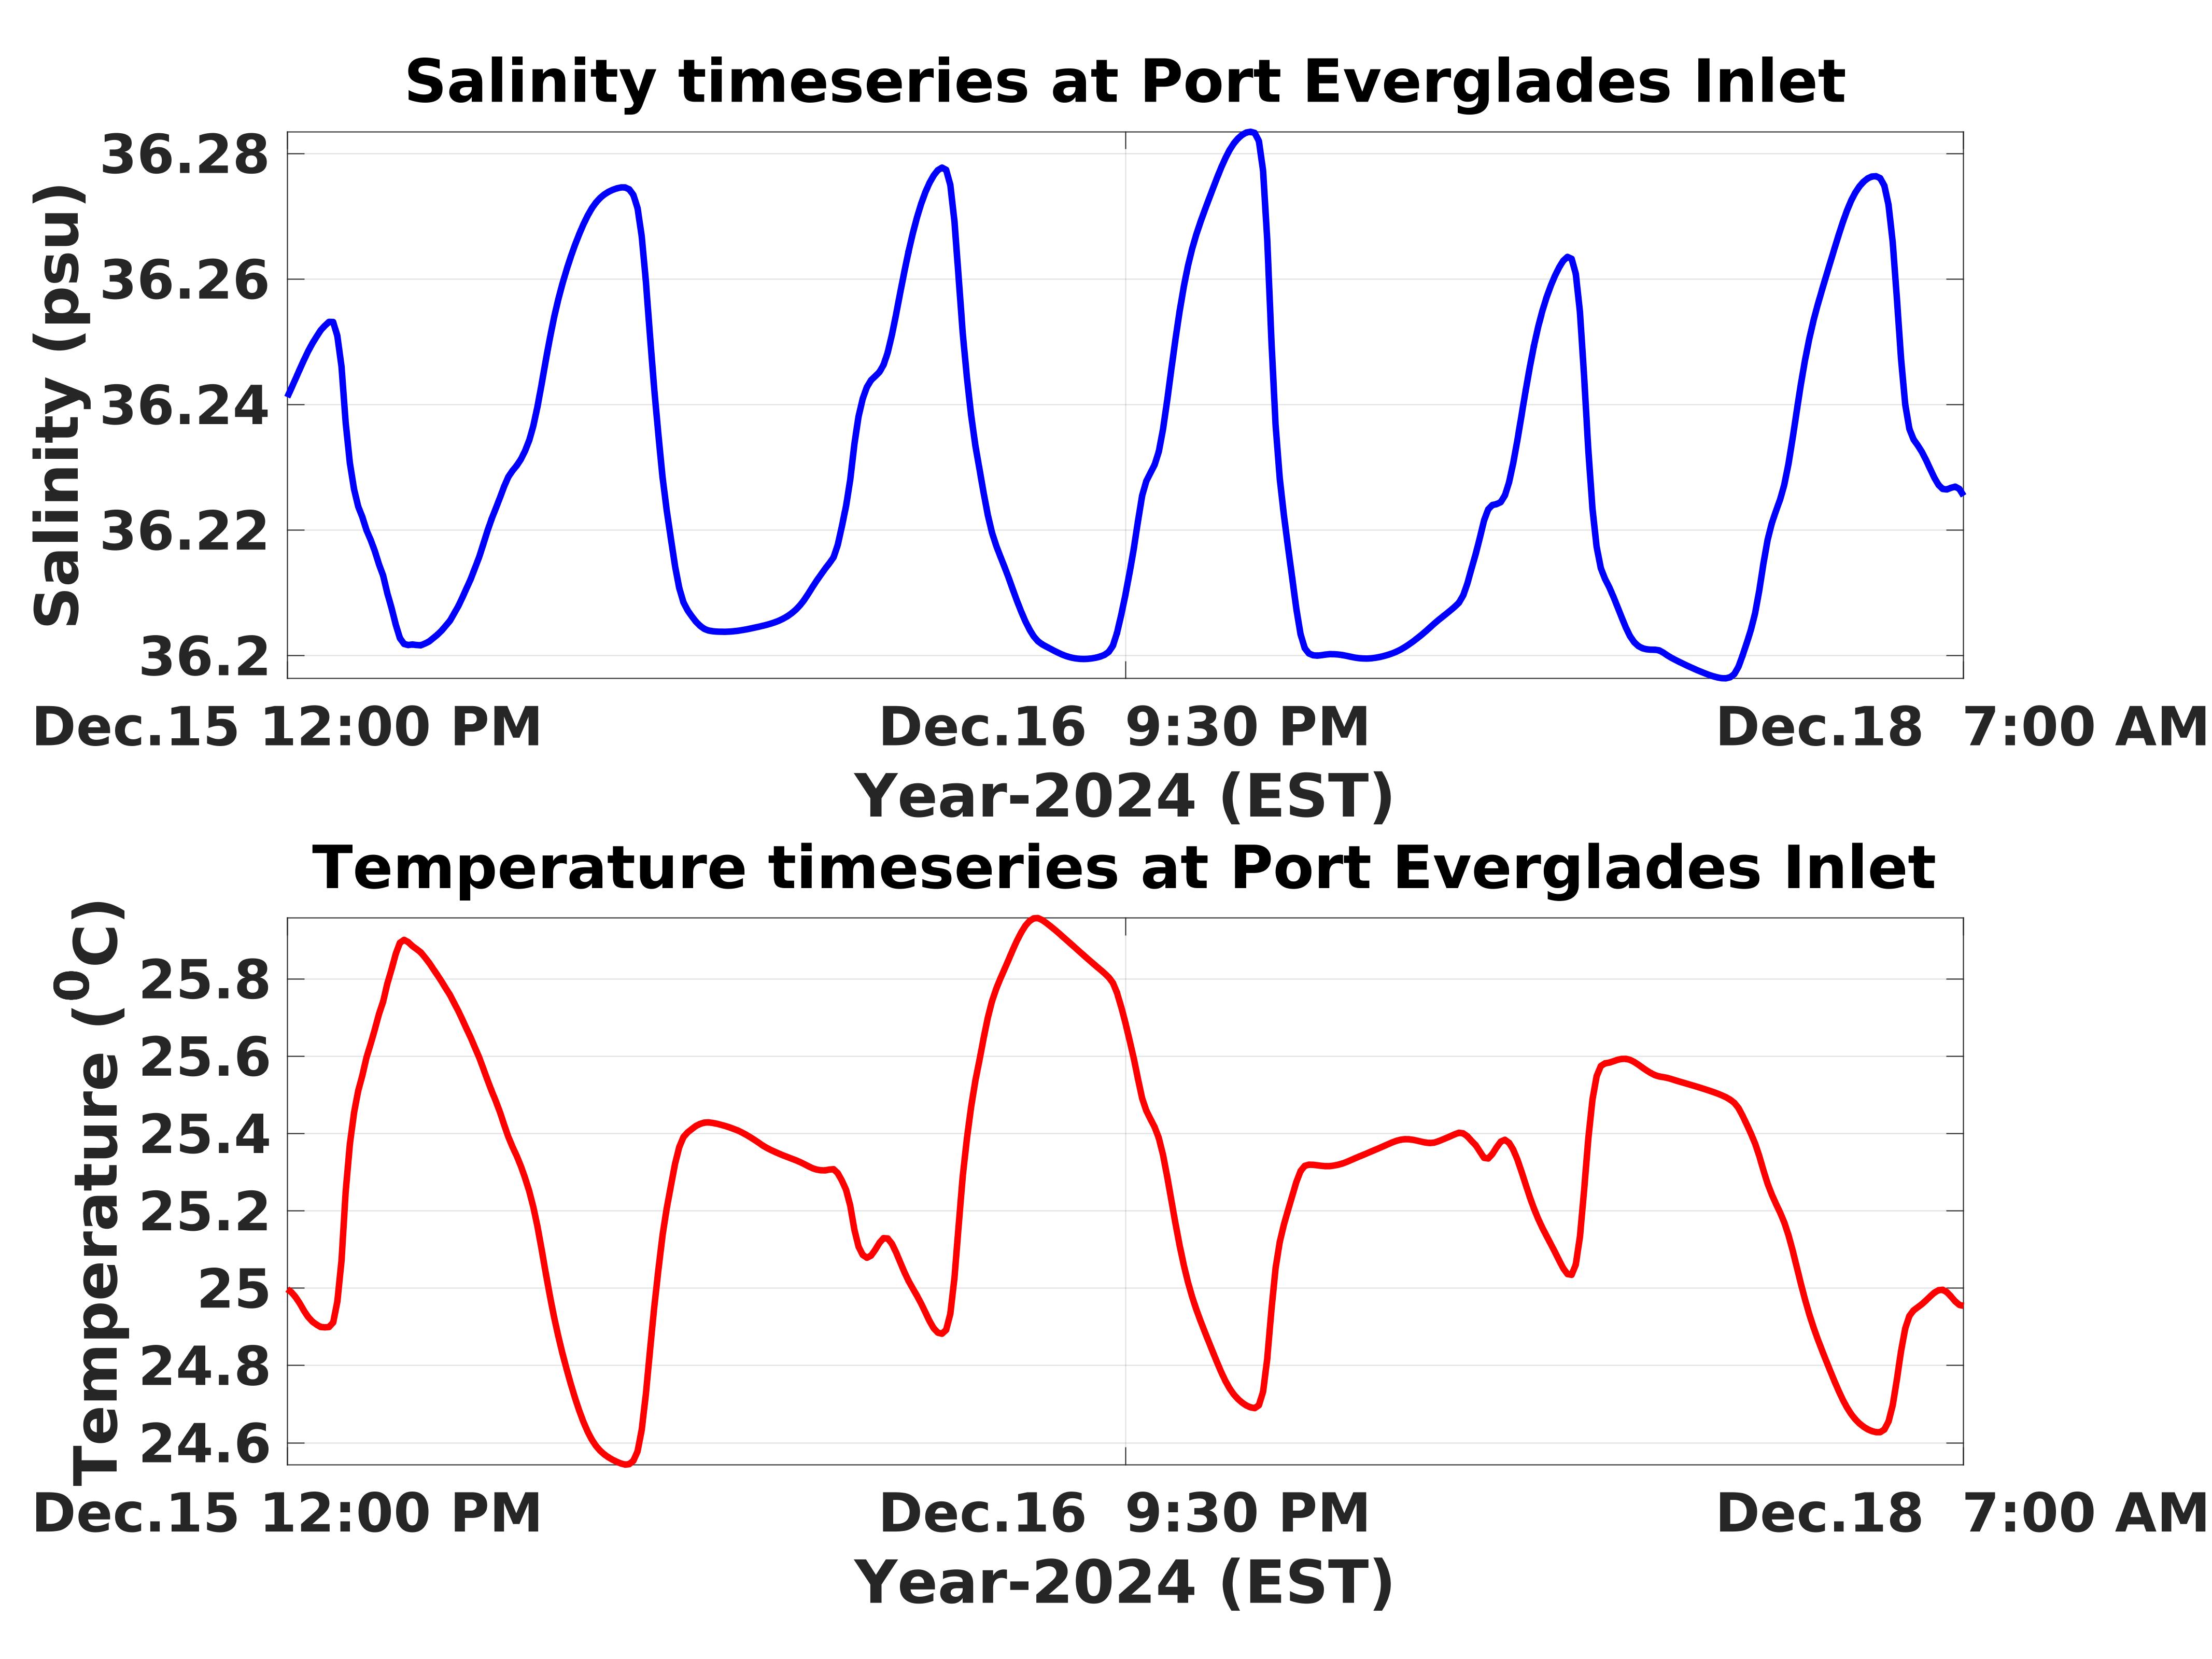 Salinity timeseries at Port Everglades Inlet
Salinity (psu)
36.28
36.26
36.24
36.22
36.2
Dec.15 12:00 PM
Dec.16  9:30 PM
Dec.18  7:00 AM
Year-2024 (EST)
Temperature timeseries at Port Everglades Inlet
Temperature (⁰C)
25.8
25.6
25.4
25.2
25
24.8
24.6
Dec.15 12:00 PM
Dec.16  9:30 PM
Dec.18  7:00 AM
Year-2024 (EST)